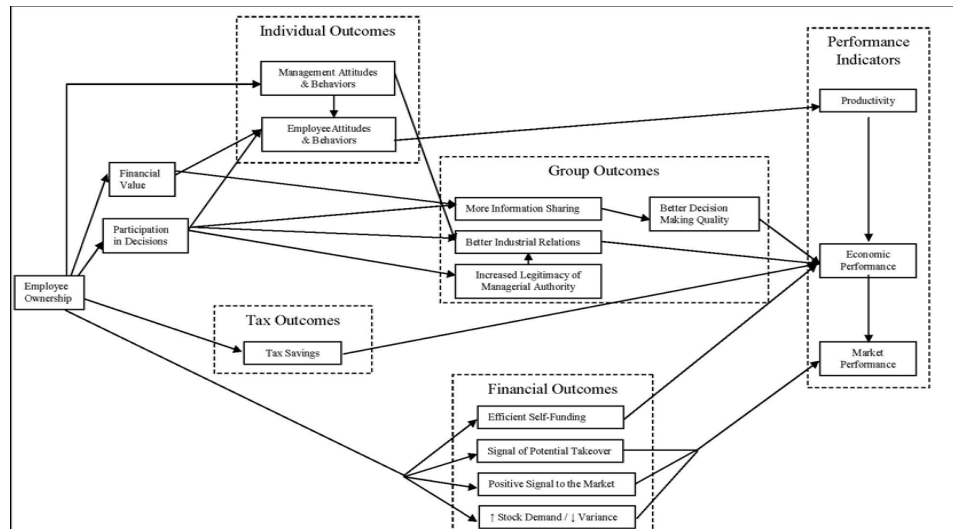 Individual Outcomes
Management Attitudes
& Behaviors
Employee Attitudes
& Behaviors
Performance
Indicators
Productivity
Financial
Value
Participation
in Decisions
Group Outcomes
More Information Sharing
Better Decision
Making Quality
Better Industrial Relations
Increased Legitimacy of
Managerial Authority
Economic
Performance
Employee
Ownership
Tax Outcomes
Tax Savings
Market
Performance
Financial Outcomes
Efficient Self-Funding
Signal of Potential Takeover
Positive Signal to the Market
↑ Stock Demand / ↓ Variance